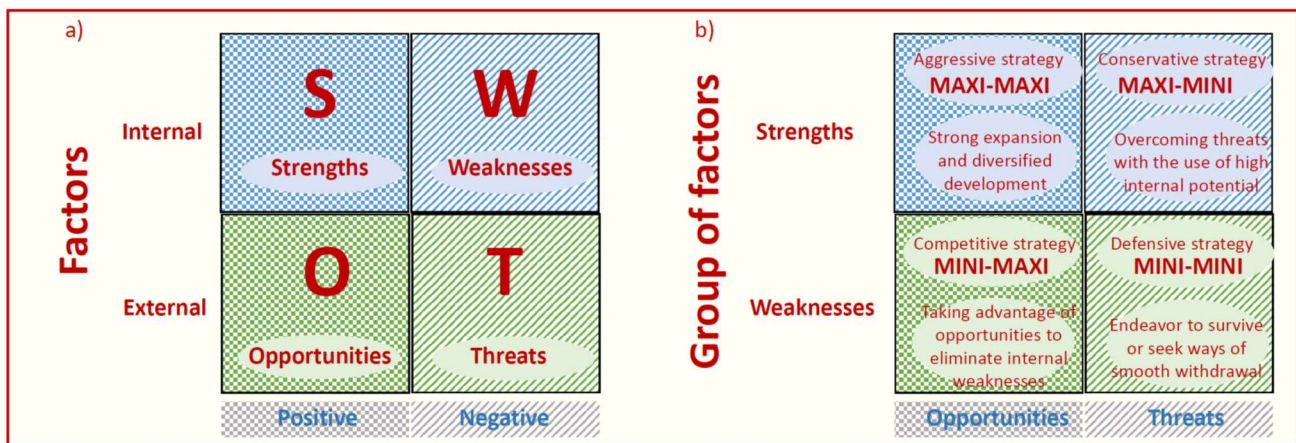 a)
Factors
Internal
External
S
Strengths
W
Weaknesses
O
Opportunities
T
Threats
Positive
Negative
b)
Group of factors
Strengths
Weaknesses
Aggressive strategy
MAXI-MAXI
Strong expansion
and diversified
development
Conservative strategy
MAXI-MINI
Overcoming threats
with the use of high
internal potential
Competitive strategy
MINI-MAXI
Taking advantage of
opportunities to
eliminate internal
weaknesses
Defensive strategy
MINI-MINI
Endeavor to survive
or seek ways of
smooth withdrawal
Opportunities
Threats